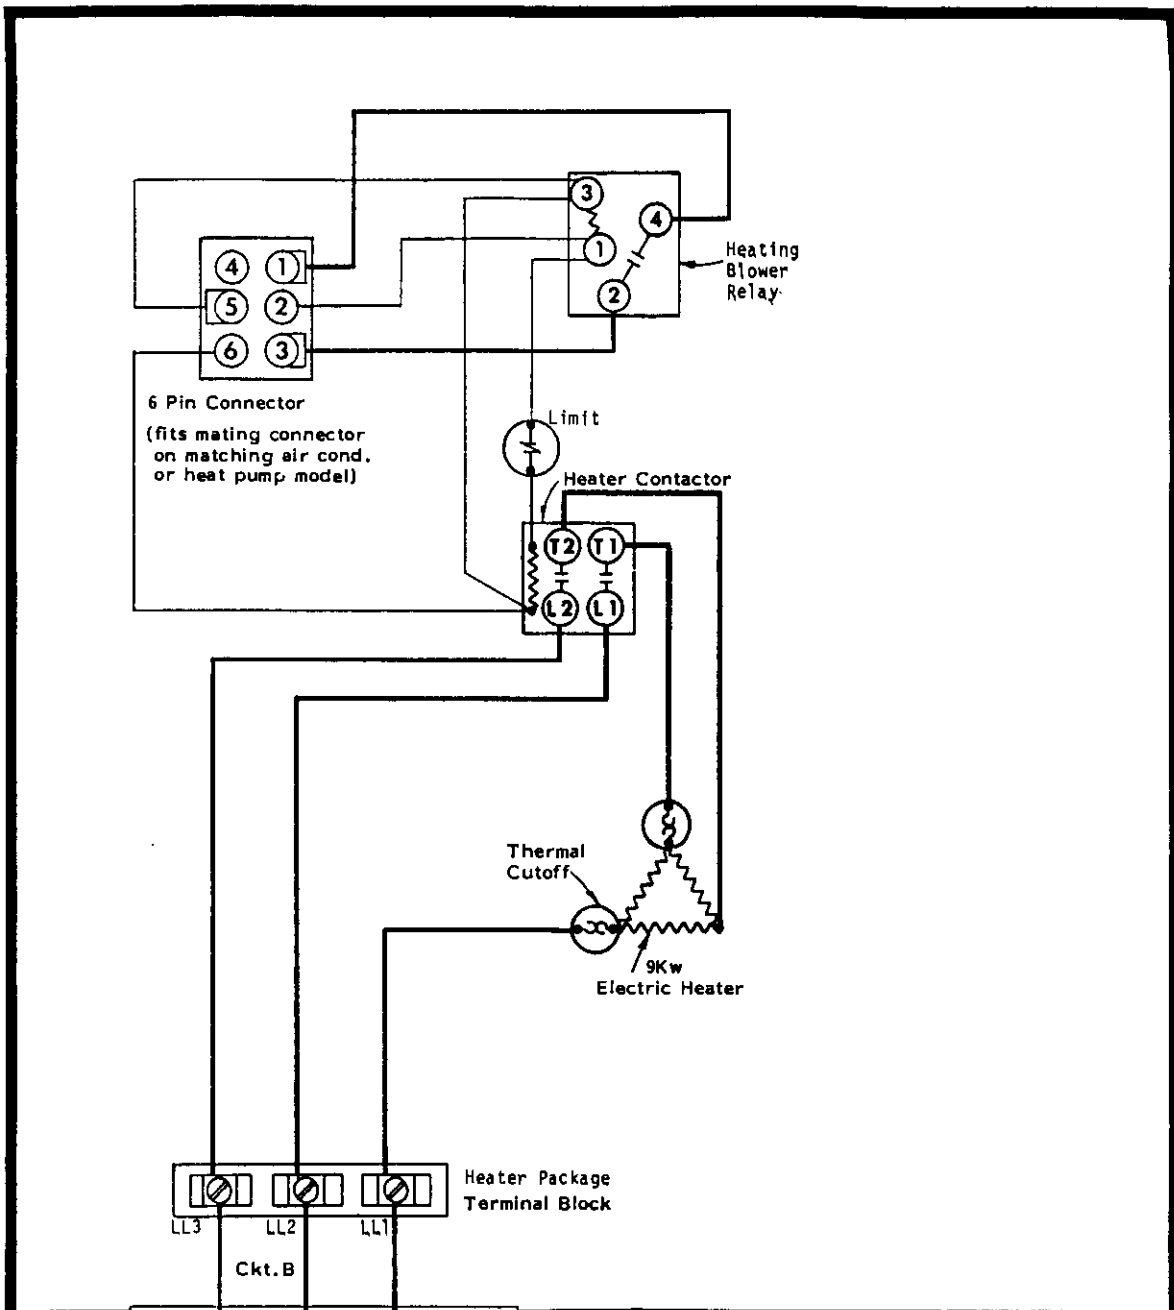 3
4
1
2
Heating
Blower
Relay
4 1
5 2
6 3
6 Pin Connector
(fits mating connector
on matching air cond.
or heat pump model)
Limit
Heater Contactor
T2 T1
L2 L1
Thermal
Cutoff
9Kw
Electric Heater
Heater Package
Terminal Block
LL3 LL2 LL1
Ckt.B